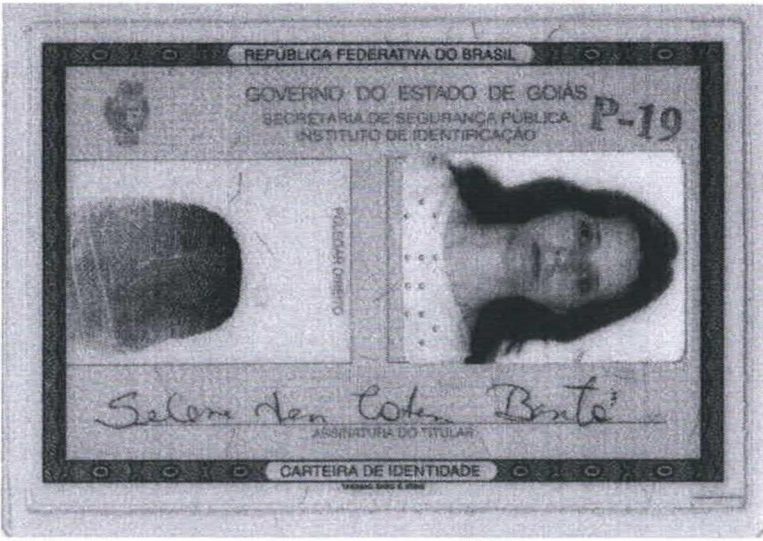 REPÚBLICA FEDERATIVA DO BRASIL
GOVERNO DO ESTADO DE GOIÁS
SECRETARIA DE SEGURANÇA PÚBLICA
INSTITUTO DE IDENTIFICAÇÃO
P-19
POLEGAR DIREITO
Bento
ASSINATURA DO TITULAR
CARTEIRA DE IDENTIDADE